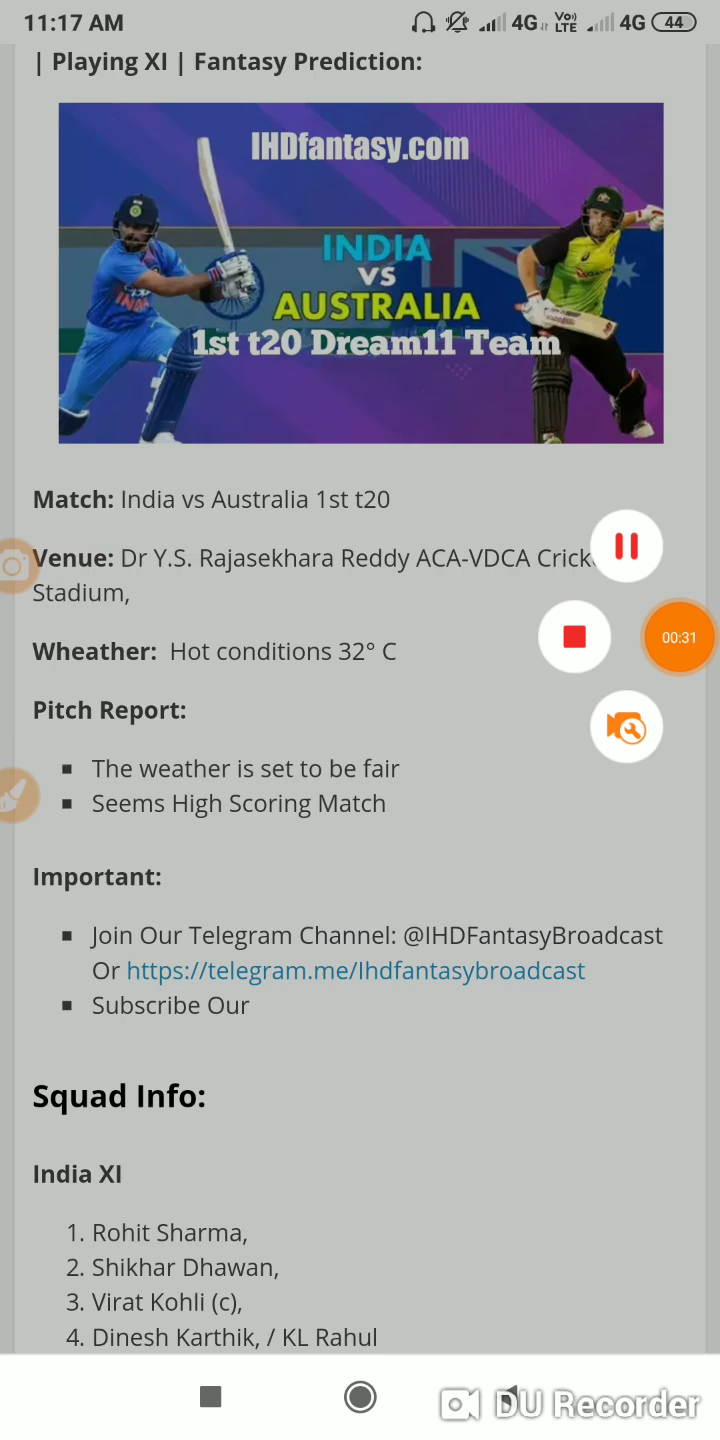 11:17 AM 4G Vo)) LTE 4G 44
| Playing XI | Fantasy Prediction:
IHDfantasy.com
INDIA
VS
AUSTRALIA
1st t20 Dream11 Team
Match: India vs Australia 1st t20
Venue: Dr Y.S. Rajasekhara Reddy ACA-VDCA Crick
Stadium,
00:31
Wheather: Hot conditions 32° C
Pitch Report:
▪ The weather is set to be fair
▪ Seems High Scoring Match
Important:
▪ Join Our Telegram Channel: @IHDFantasyBroadcast
Or https://telegram.me/Ihdfantasybroadcast
▪ Subscribe Our
Squad Info:
India XI
1. Rohit Sharma,
2. Shikhar Dhawan,
3. Virat Kohli (c),
4. Dinesh Karthik, / KL Rahul
DU Recorder